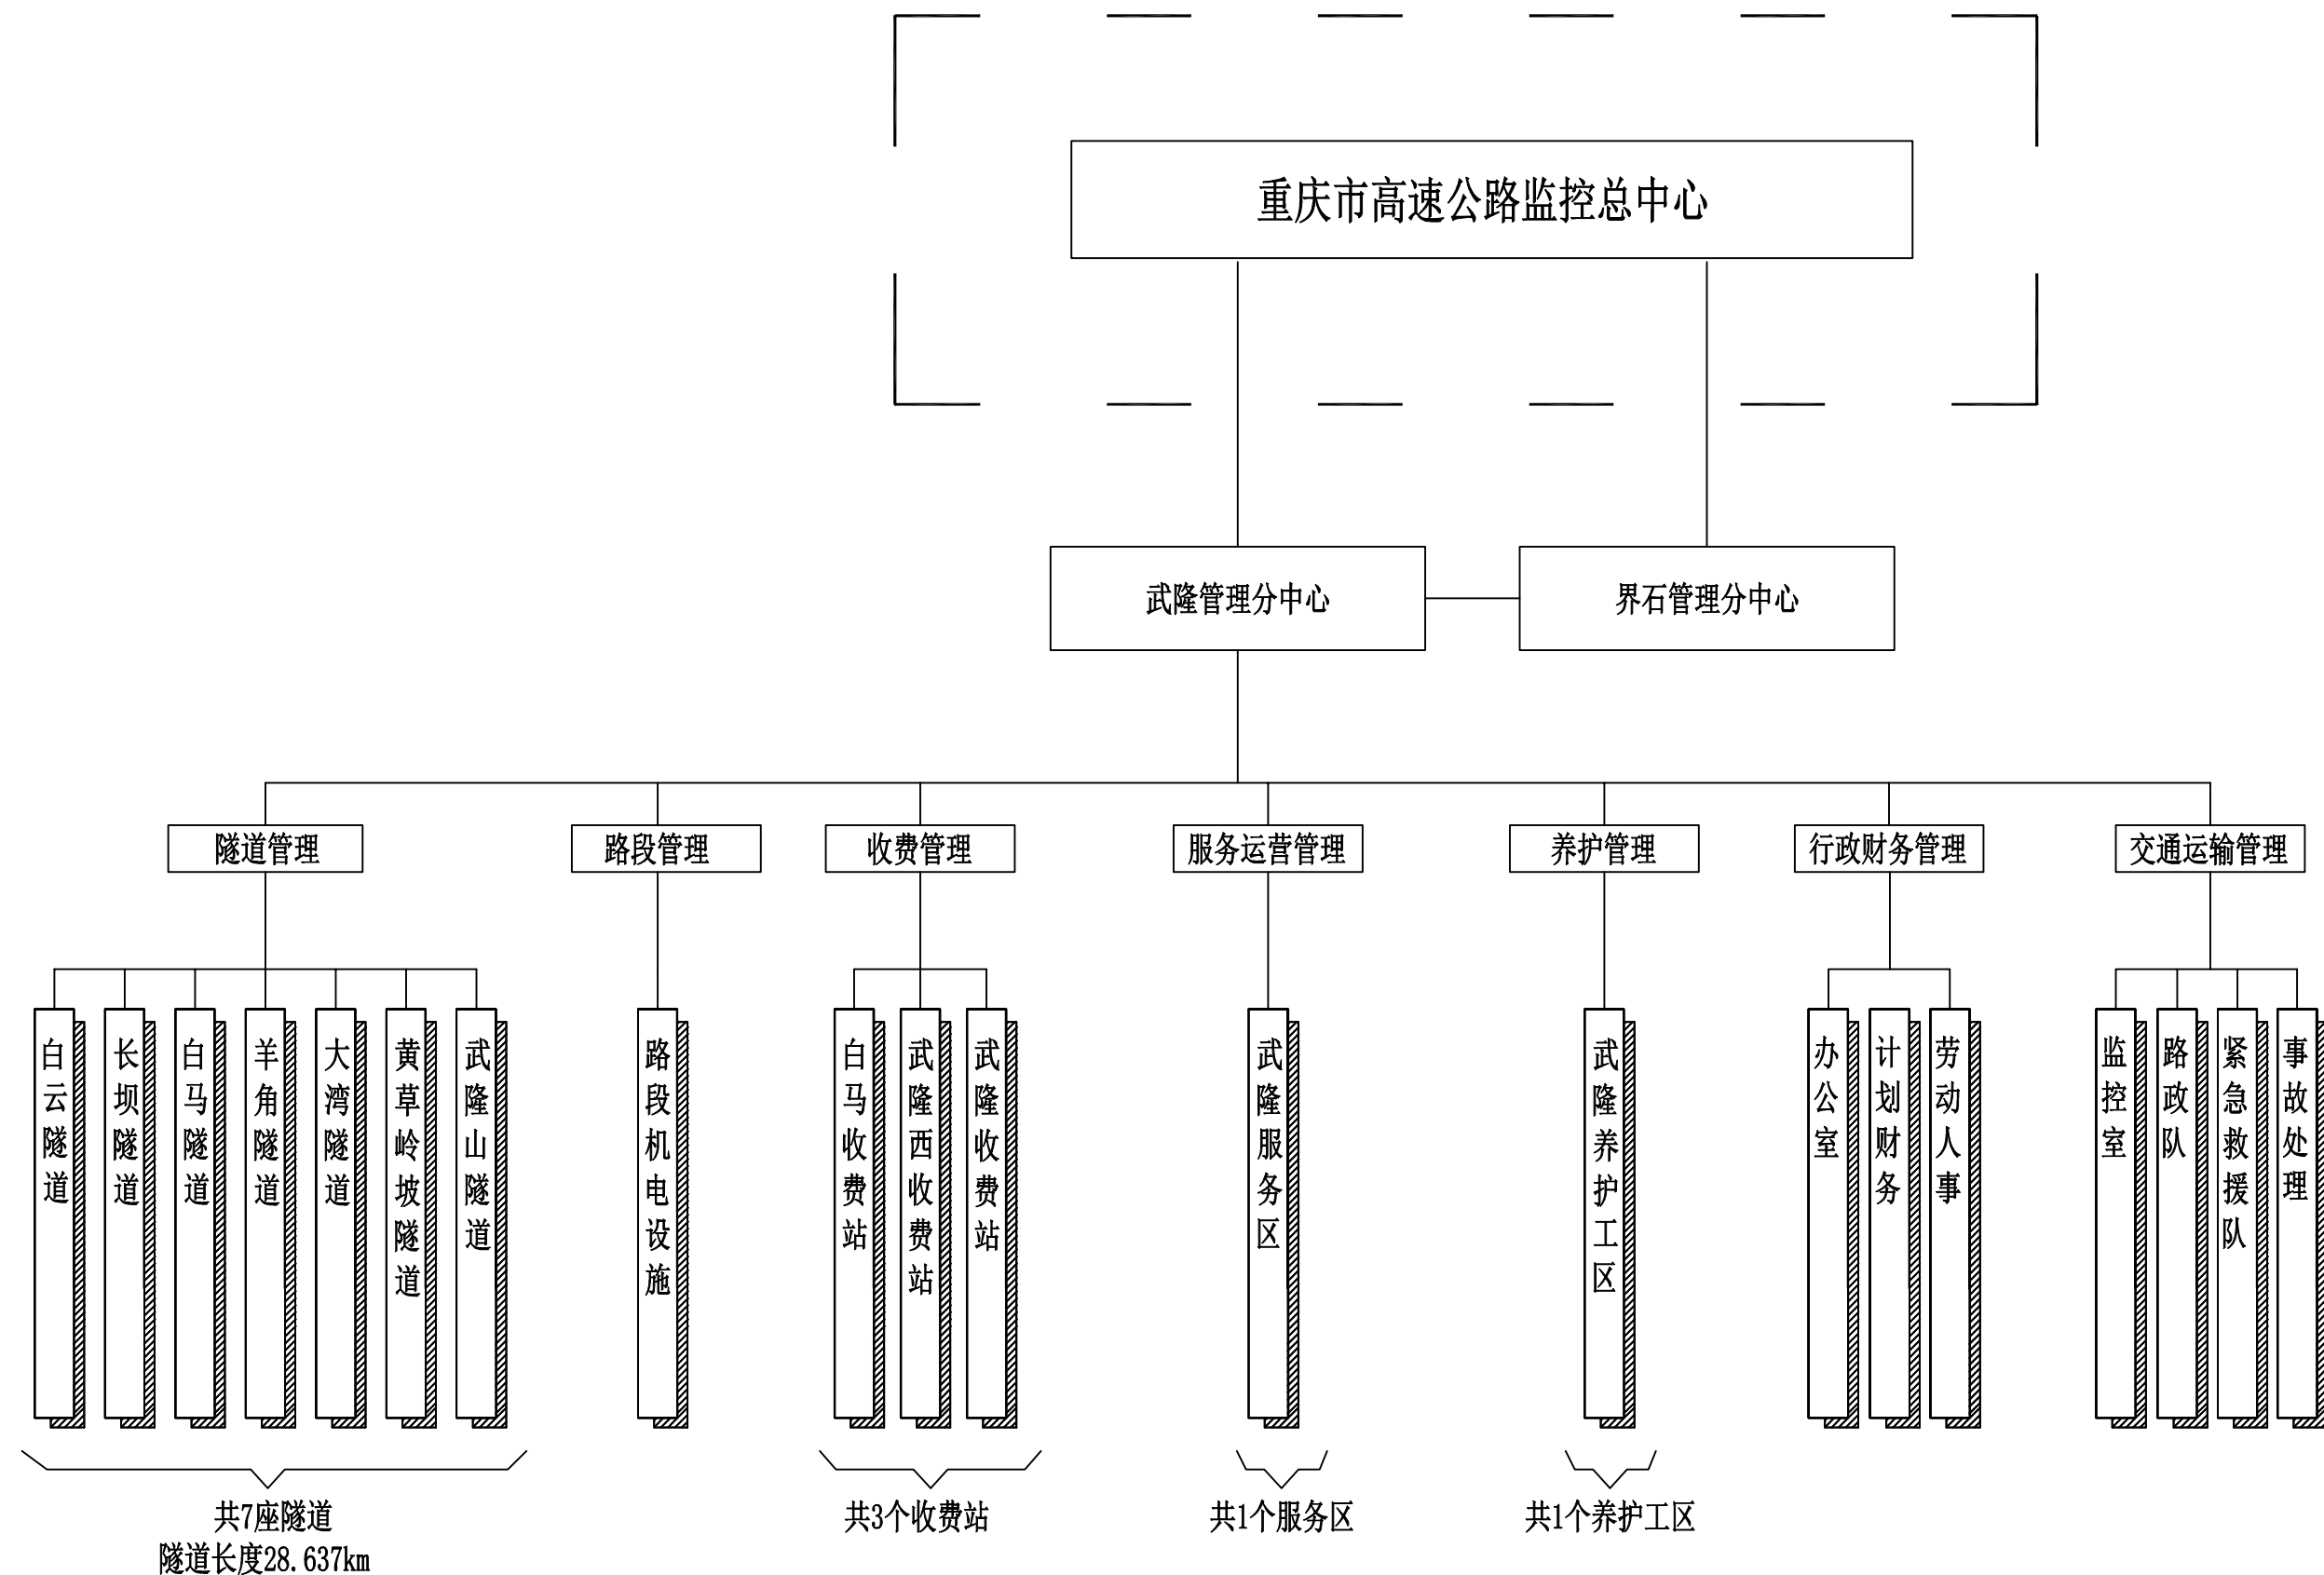 重庆市高速公路监控总中心
武隆管理分中心
界石管理分中心
隧道管理
路段管理
收费管理
服务运营管理
养护管理
行政财务管理
交通运输管理
白云隧道
长坝隧道
白马隧道
羊角隧道
大湾隧道
黄草岭坡隧道
武隆山隧道
路段机电设施
白马收费站
武隆西收费站
武隆收费站
武隆服务区
武隆养护工区
办公室
计划财务
劳动人事
监控室
路政队
紧急救援队
事故处理
共7座隧道
隧道长度28.637km
共3个收费站
共1个服务区
共1个养护工区